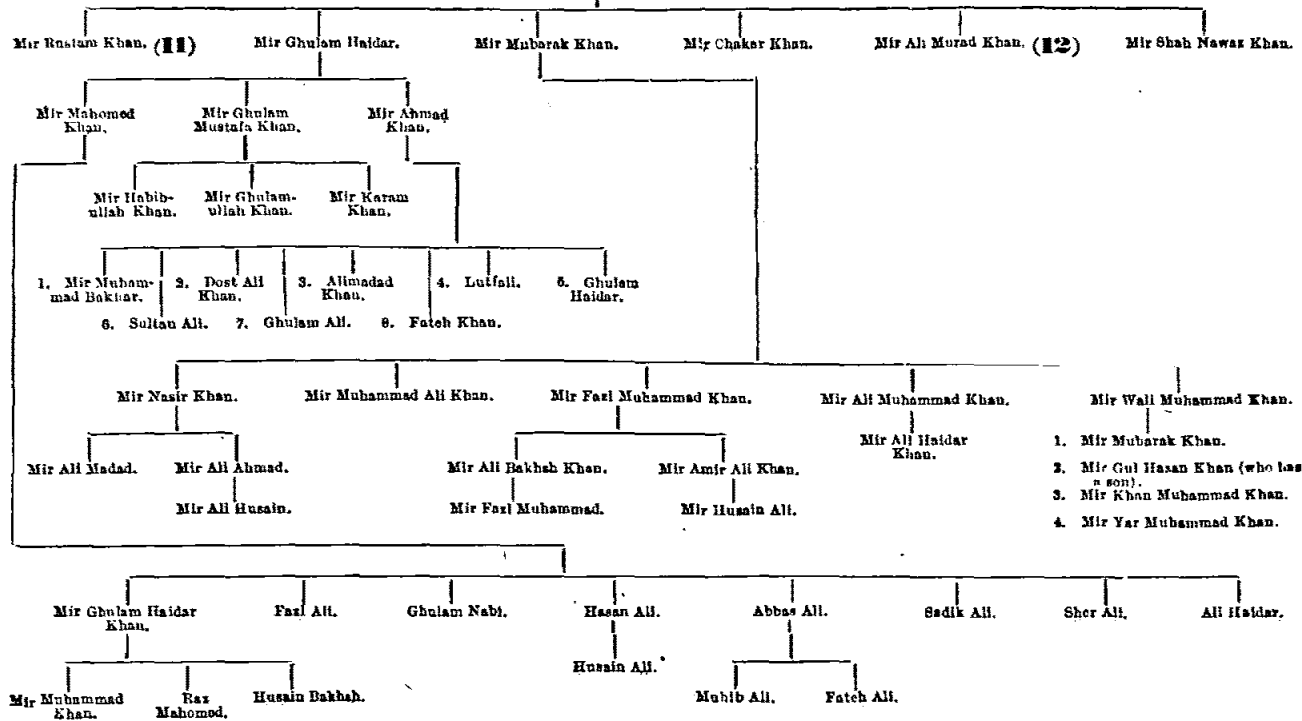 Mir Rustam Khan. (11) Mir Ghulam Haidar. Mir Mubarak Khan. Mir Chakar Khan. Mir Ali Murad Khan. (12) Mir Shah Nawaz Khan.
Mir Mahomed Khan. Mir Ghulam Mustafa Khan. Mir Ahmad Khan.
Mir Habib-ullah Khan. Mir Ghulam-ullah Khan. Mir Karam Khan.
1. Mir Muham-mad Bakhar. 2. Dost Ali Khan. 3. Alimadad Khan. 4. Lutfali. 5. Ghulam Haidar.
6. Sultan Ali. 7. Ghulam Ali. 8. Fateh Khan.
Mir Nasir Khan. Mir Muhammad Ali Khan. Mir Fazl Muhammad Khan. Mir Ali Muhammad Khan. Mir Wali Muhammad Khan.
Mir Ali Madad. Mir Ali Ahmad. Mir Ali Bakhsh Khan. Mir Amir Ali Khan. Mir Ali Haidar Khan.
Mir Ali Husain. Mir Fazl Muhammad. Mir Husain Ali.
1. Mir Mubarak Khan.
2. Mir Gul Hasan Khan (who has a son).
3. Mir Khan Muhammad Khan.
4. Mir Yar Muhammad Khan.
Mir Ghulam Haidar Khan. Fazl Ali. Ghulam Nabi. Hasan Ali. Abbas Ali. Sadik Ali. Sher Ali. Ali Haidar.
Mir Muhammad Khan. Raz Mahomed. Husain Bakhsh. Husain Ali. Muhib Ali. Fateh Ali.